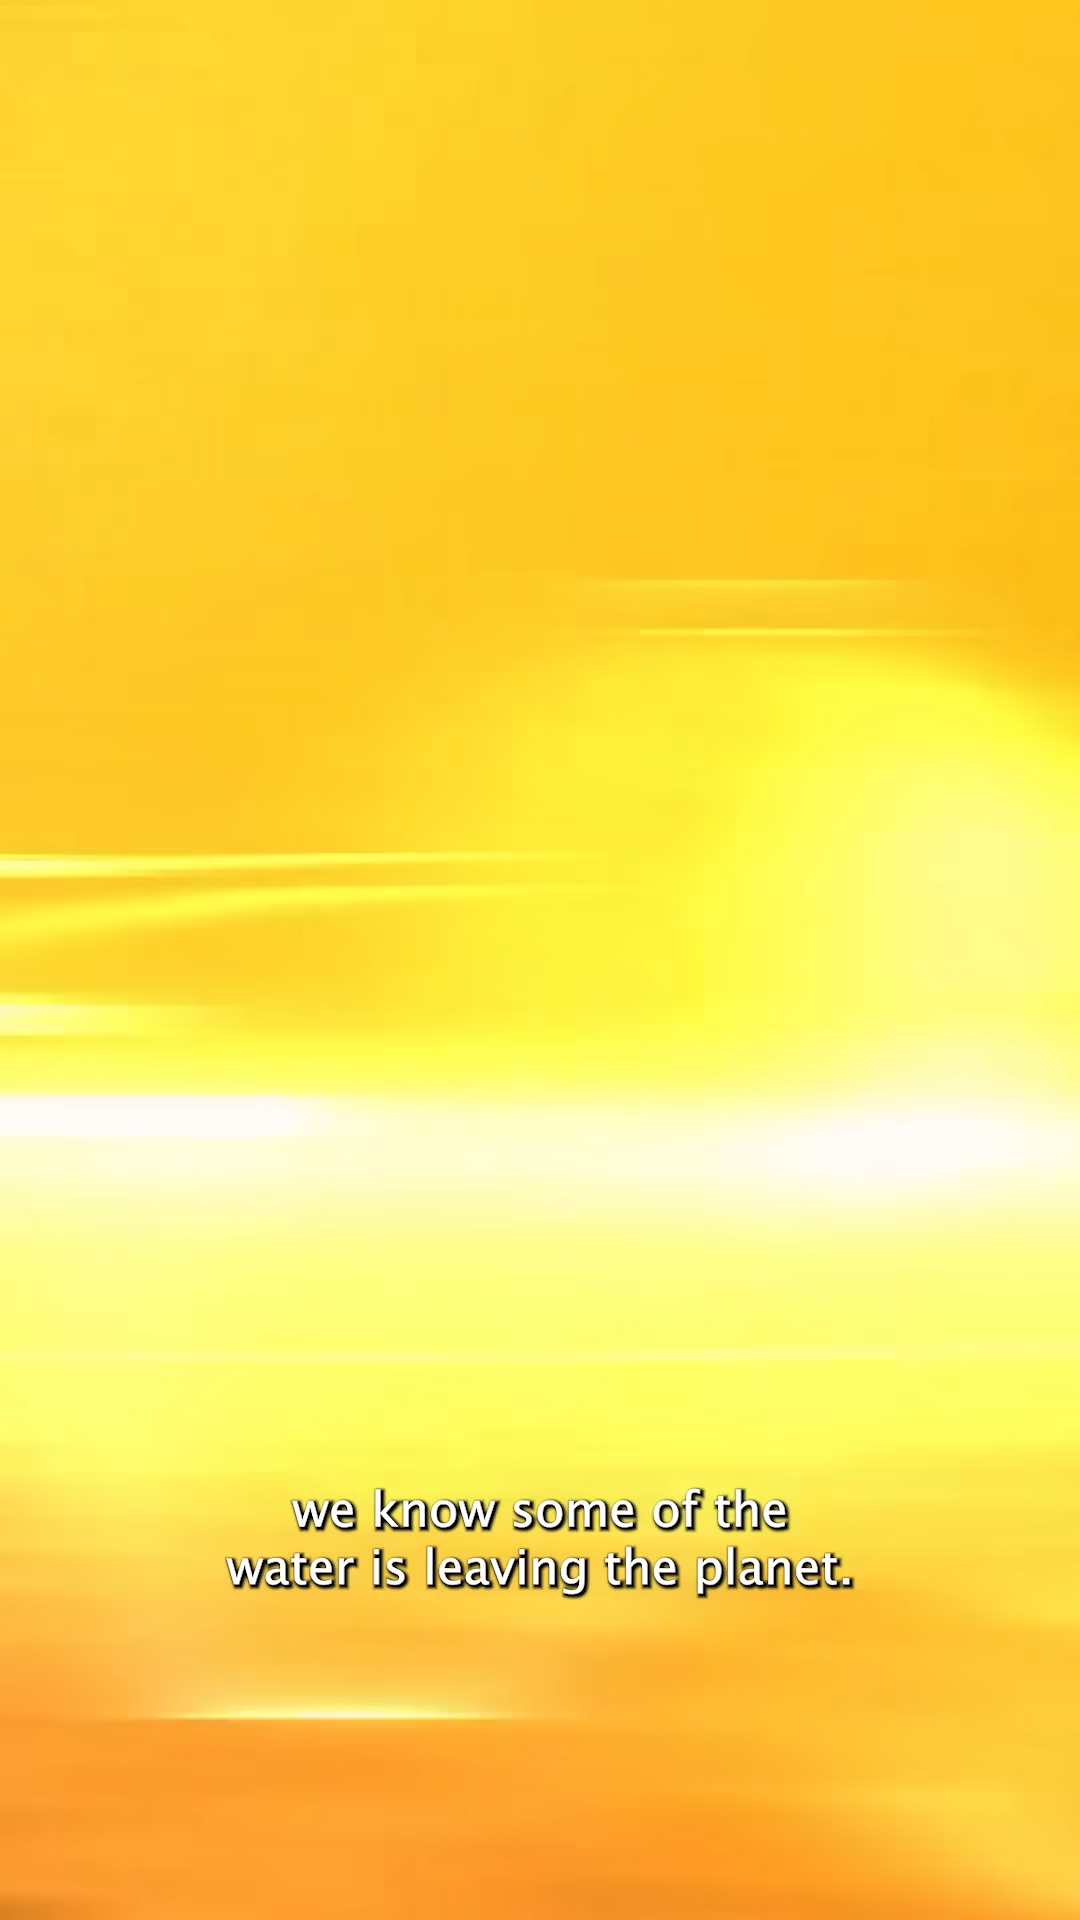 we know some of the
water is leaving the planet.